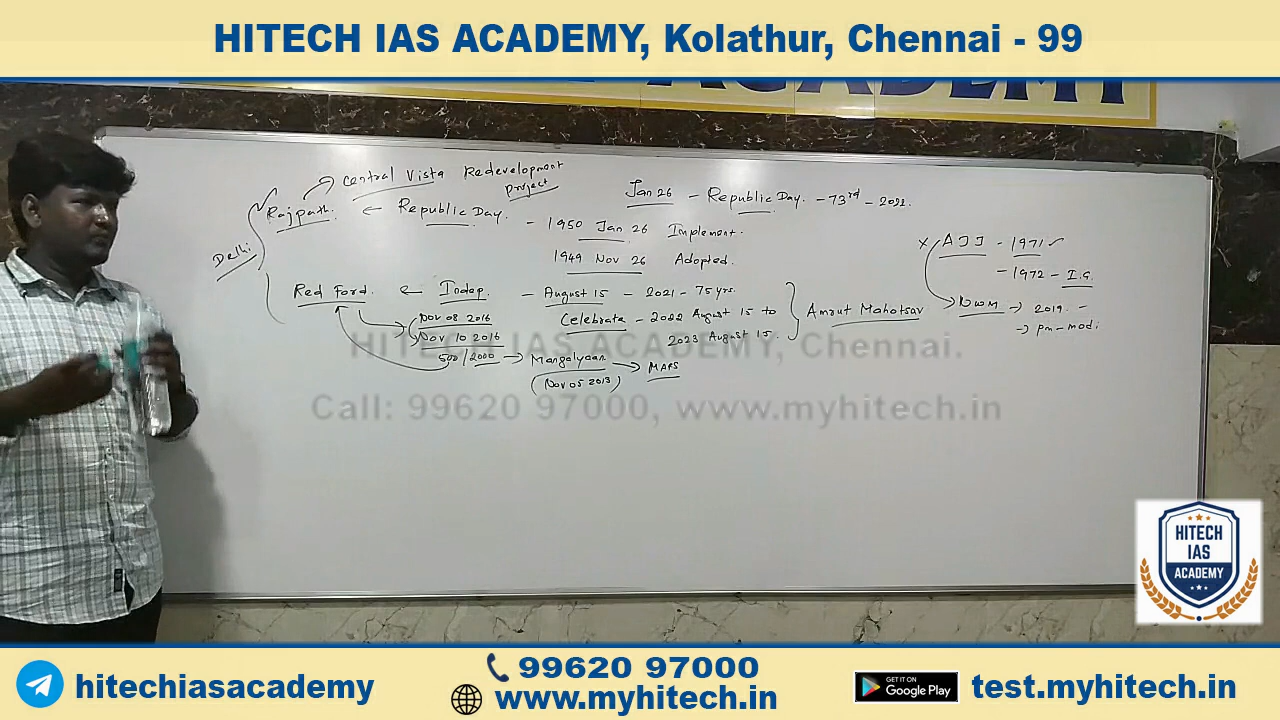 HITECH IAS ACADEMY, Kolathur, Chennai - 99
ACADEMY
Central Vista Redevelopment
Project
Rajpath. ← Republic Day.
- 1950 Jan 26 Implement.
1949 Nov 26 Adopted.
Delhi
Jan 26 - Republic Day. - 73rd - 2022.
Red Ford. ← Indep. - August 15 - 2021 - 75 yrs.
Celebrate - 2022 August 15 to
2023 August 15.
Amrut Mahotsav
Nov 08 2016
Nov 10 2016
500/2000 → Mangalyaan → MARS
(Nov 05 2013)
x AJJ - 1971 ✓
- 1972 - I.G.
NWM → 2019. -
→ Pm - modi
HITECH IAS ACADEMY, Chennai.
Call: 99620 97000, www.myhitech.in
HITECH
IAS
ACADEMY
hitechiasacademy
99620 97000
www.myhitech.in
GET IT ON
Google Play
test.myhitech.in